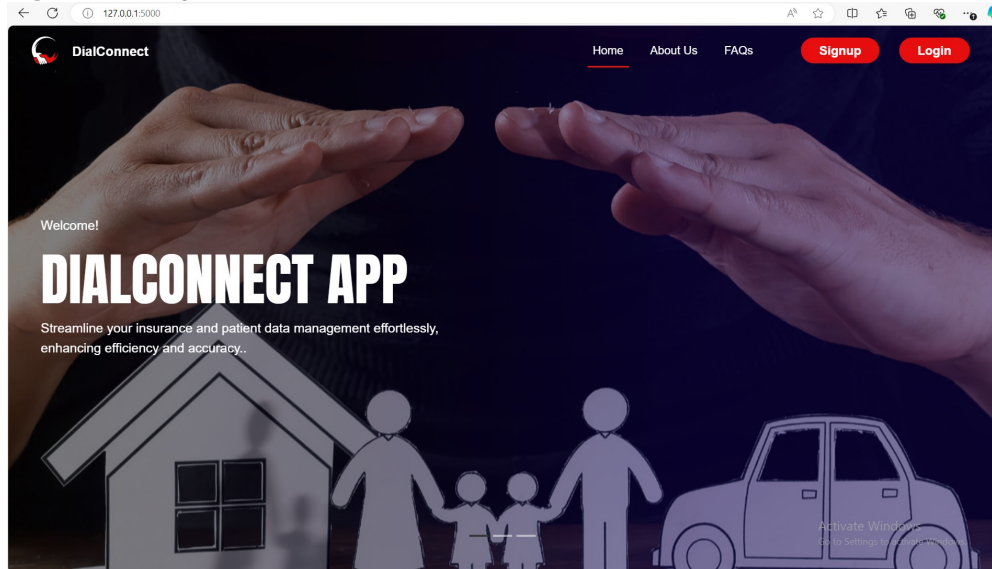 127.0.0.1:5000
DialConnect
Home About Us FAQs Signup Login
Welcome!
DIALCONNECT APP
Streamline your insurance and patient data management effortlessly,
enhancing efficiency and accuracy..
Activate Windows
Go to Settings to activate Windows.